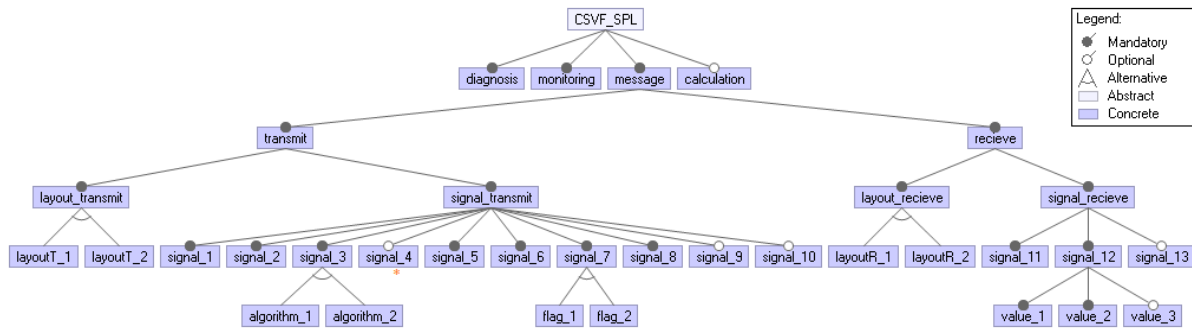 CSVF_SPL
Legend:
Mandatory
Optional
Alternative
Abstract
Concrete
diagnosis monitoring message calculation
transmit recieve
layout_transmit signal_transmit layout_recieve signal_recieve
layoutT_1 layoutT_2 signal_1 signal_2 signal_3 signal_4 signal_5 signal_6 signal_7 signal_8 signal_9 signal_10 layoutR_1 layoutR_2 signal_11 signal_12 signal_13
*
algorithm_1 algorithm_2 flag_1 flag_2 value_1 value_2 value_3